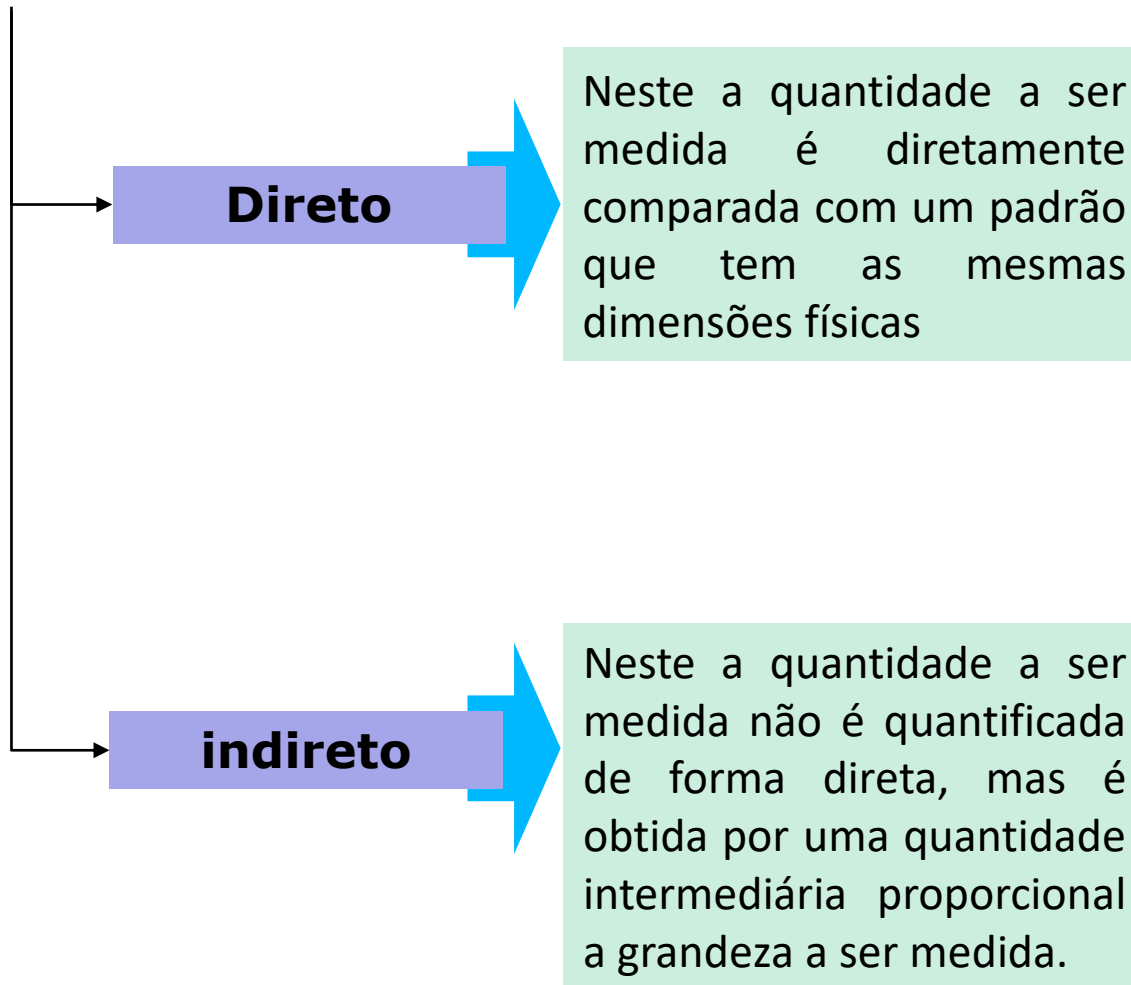 Direto
Neste a quantidade a ser
medida é diretamente
comparada com um padrão
que tem as mesmas
dimensões físicas
indireto
Neste a quantidade a ser
medida não é quantificada
de forma direta, mas é
obtida por uma quantidade
intermediária proporcional
a grandeza a ser medida.